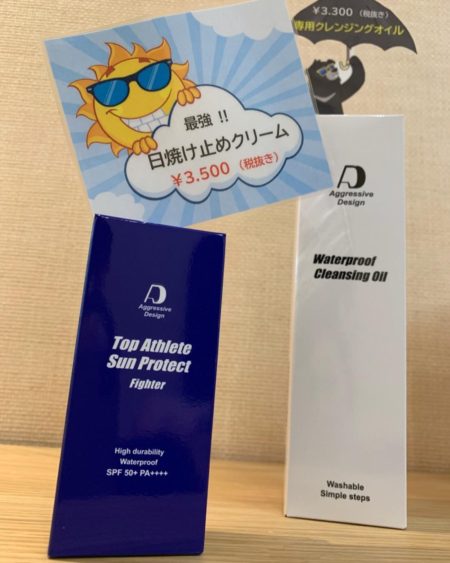 最強 !!
日焼け止めクリーム
¥3.500（税抜き）
¥3.300（税抜き）
専用クレンジングオイル
Aggressive
Design
Top Athlete
Sun Protect
Fighter
High durability
Waterproof
SPF 50+ PA++++
Aggressive
Design
Waterproof
Cleansing Oil
Washable
Simple steps